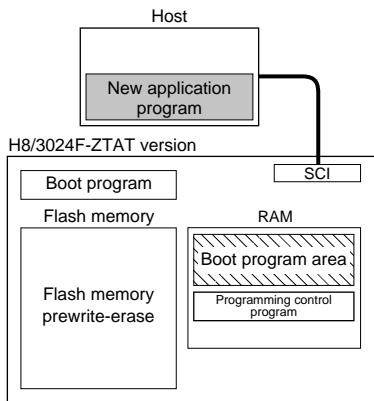 Host
New application
program
H8/3024F-ZTAT version
SCI
Boot program
Flash memory
RAM
Boot program area
Flash memory
prewrite-erase
Programming control
program